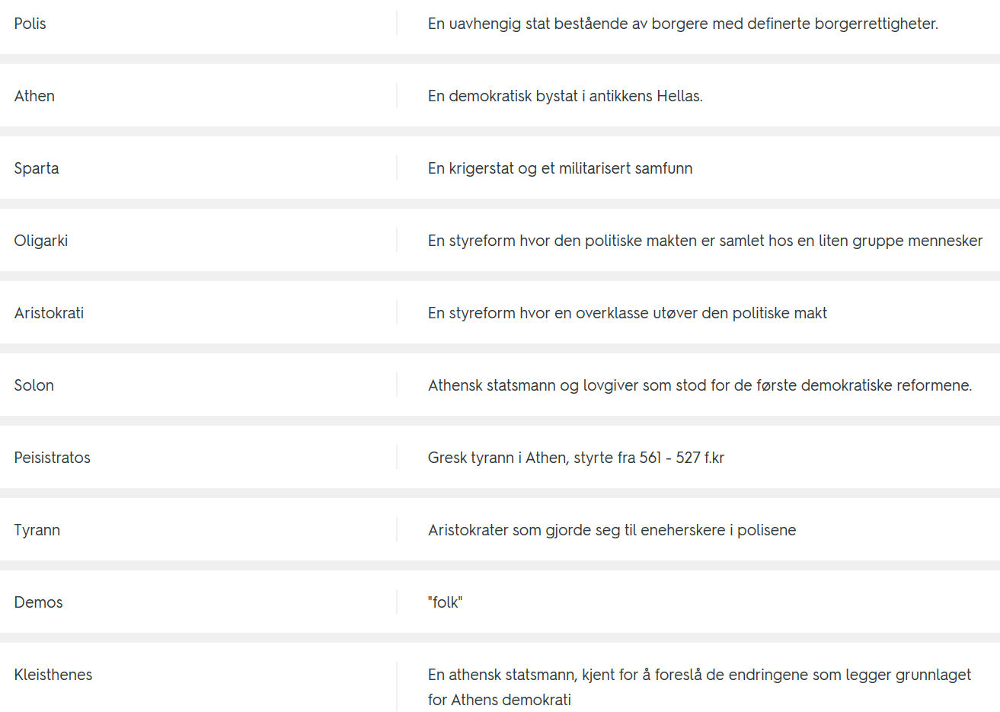 Polis
En uavhengig stat bestående av borgere med definerte borgerrettigheter.
Athen
En demokratisk bystat i antikkens Hellas.
Sparta
En krigerstat og et militarisert samfunn
Oligarki
En styreform hvor den politiske makten er samlet hos en liten gruppe mennesker
Aristokrati
En styreform hvor en overklasse utøver den politiske makt
Solon
Athensk statsmann og lovgiver som stod for de første demokratiske reformene.
Peisistratos
Gresk tyrann i Athen, styrte fra 561 - 527 f.kr
Tyrann
Aristokrater som gjorde seg til eneherskere i polisene
Demos
"folk"
Kleisthenes
En athensk statsmann, kjent for å foreslå de endringene som legger grunnlaget
for Athens demokrati